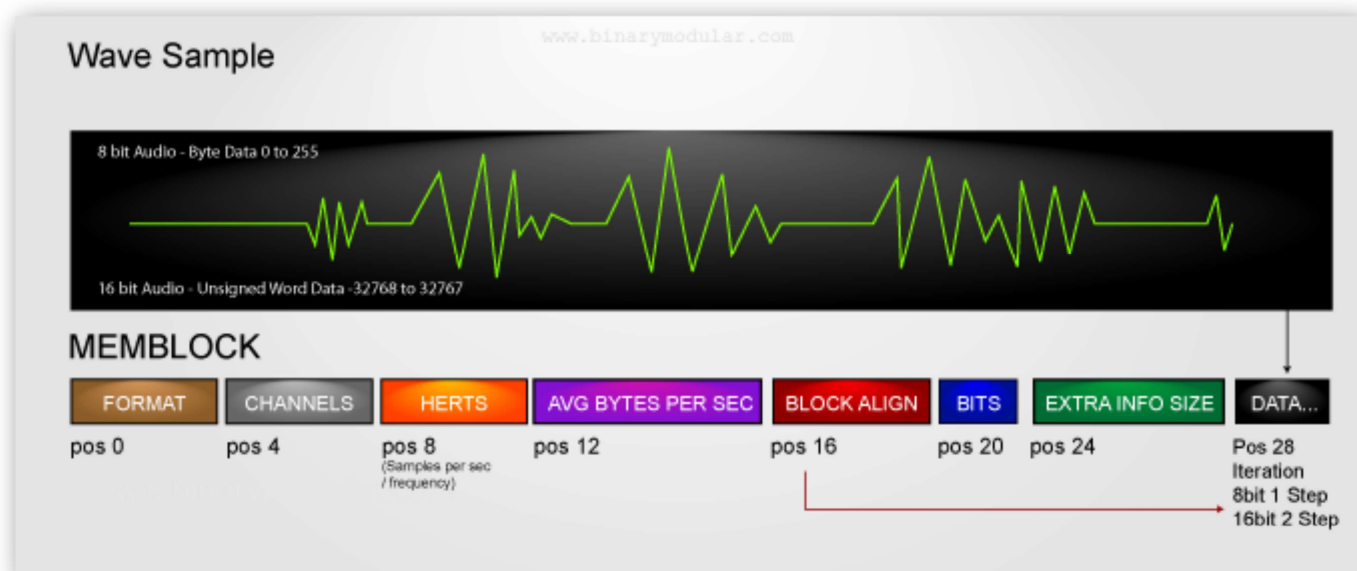 www.binarymodular.com
Wave Sample
8 bit Audio - Byte Data 0 to 255
16 bit Audio - Unsigned Word Data -32768 to 32767
MEMBLOCK
FORMAT CHANNELS HERTS AVG BYTES PER SEC BLOCK ALIGN BITS EXTRA INFO SIZE DATA...
pos 0 pos 4 pos 8 pos 12 pos 16 pos 20 pos 24 Pos 28
(Samples per sec
/ frequency)
Iteration
8bit 1 Step
16bit 2 Step